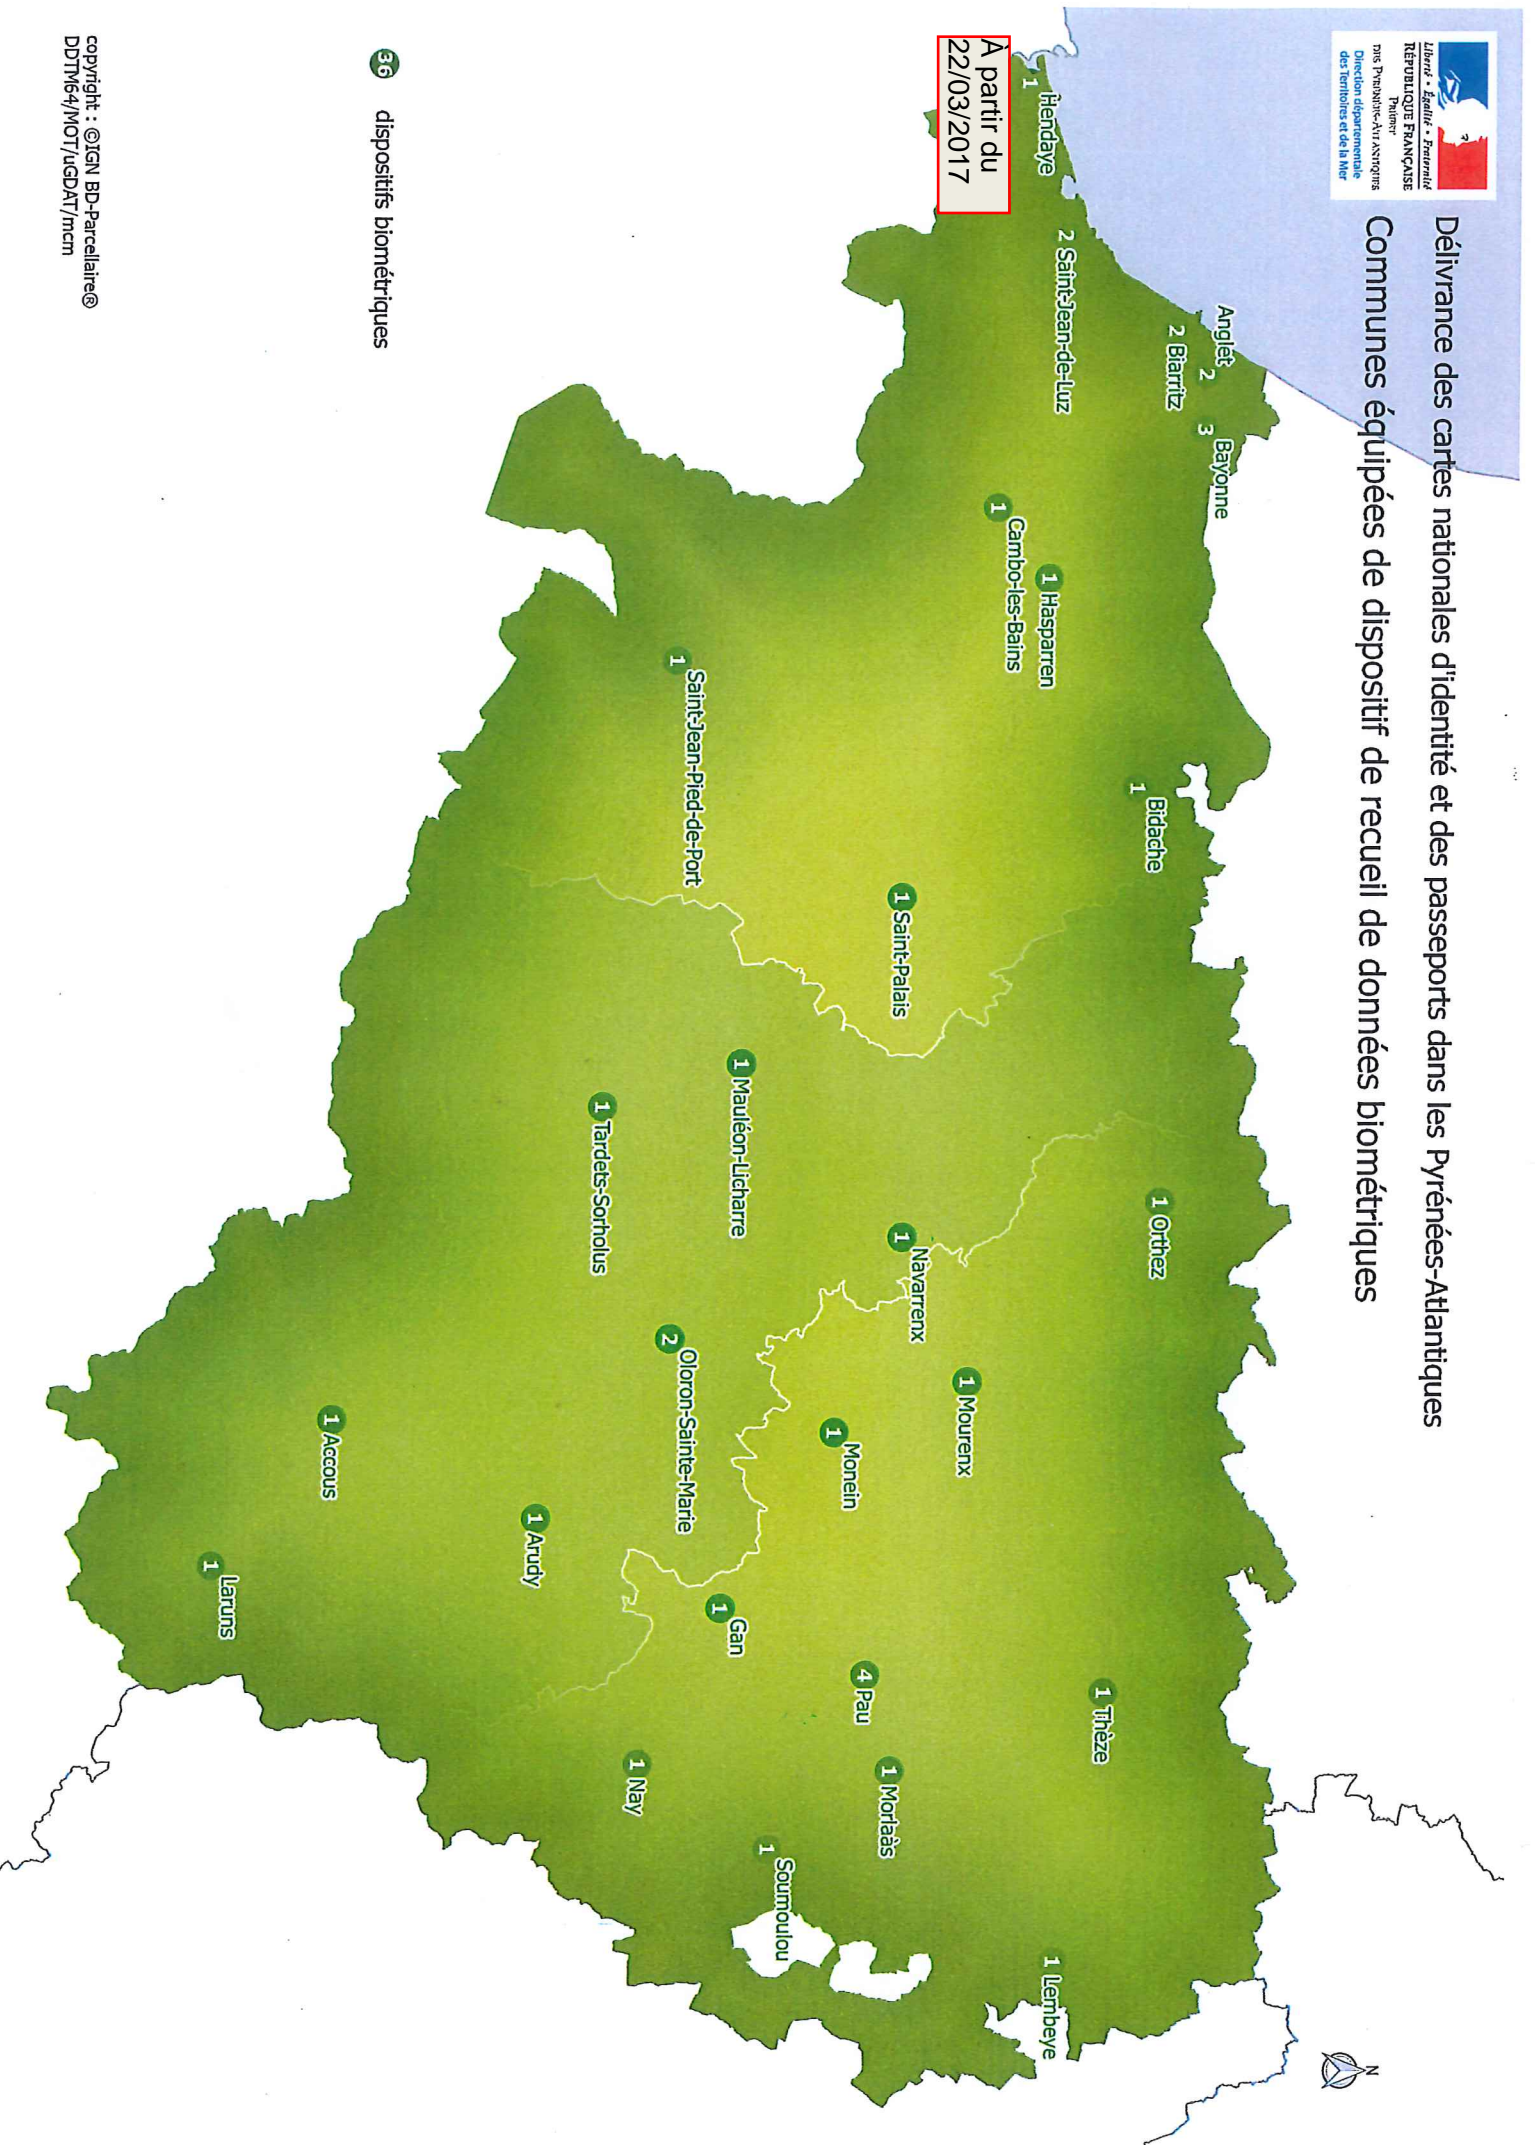 Liberté • Égalité • Fraternité
RÉPUBLIQUE FRANÇAISE
Direction départementale
des Territoires et de la Mer
Délivrance des cartes nationales d'identité et des passeports dans les Pyrénées-Atlantiques
Communes équipées de dispositif de recueil de données biométriques
N
À partir du
22/03/2017
Hendaye
1
2 Saint-Jean-de-Luz
Anglet
2
2 Biarritz
Bayonne
3
1 Cambo-les-Bains
1 Hasparren
1 Bidache
1 Saint-Jean-Pied-de-Port
1 Saint-Palais
1 Mauléon-Licharre
1 Tardets-Sorholus
1 Orthez
1 Navarrenx
1 Mourenx
1 Monein
2 Oloron-Sainte-Marie
1 Accous
1 Arudy
1 Laruns
1 Gan
4 Pau
1 Thèze
1 Morlaàs
1 Nay
1 Soumoulou
1 Lembeye
36 dispositifs biométriques
copyright : ©IGN BD-Parcellaire®
DDTM64/MOT/uGDAT/mcm